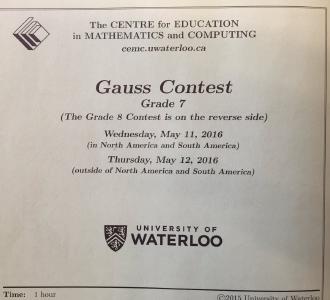 The CENTRE for EDUCATION
in MATHEMATICS and COMPUTING
cemc.uwaterloo.ca
Gauss Contest
Grade 7
(The Grade 8 Contest is on the reverse side)
Wednesday, May 11, 2016
(in North America and South America)
Thursday, May 12, 2016
(outside of North America and South America)
UNIVERSITY OF
WATERLOO
Time: 1 hour
©2015 University of Waterloo